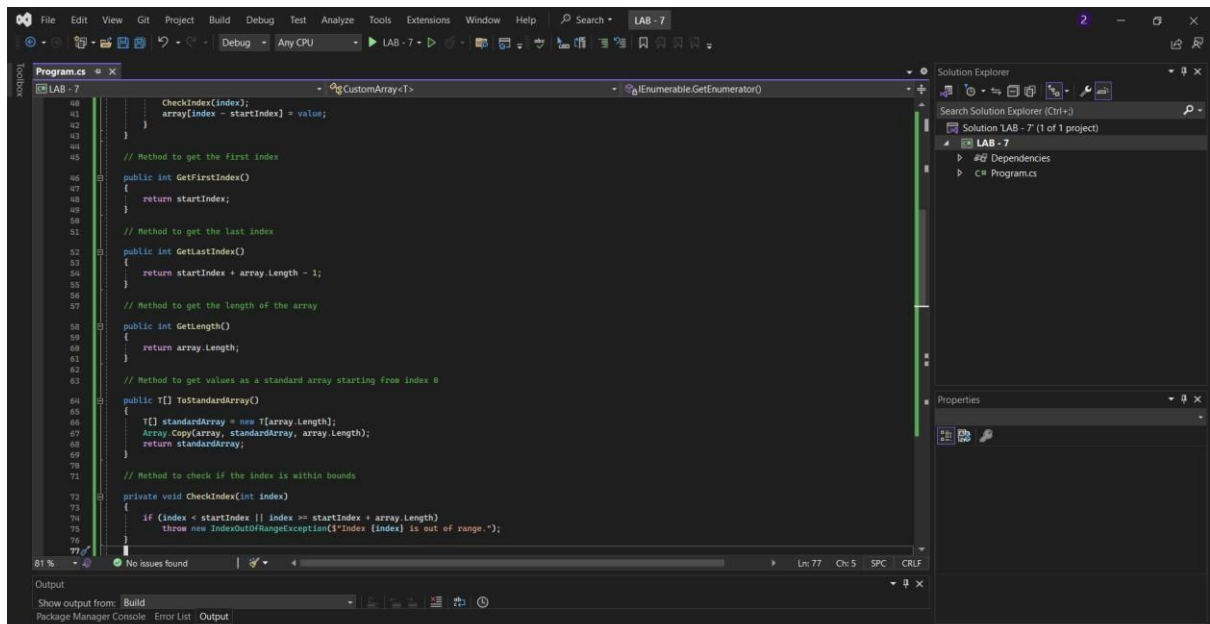 File Edit View Git Project Build Debug Test Analyze Tools Extensions Window Help Search LAB - 7 2
Debug Any CPU LAB - 7
Toolbox
Program.cs
LAB - 7 CustomArray<T> IEnumerable.GetEnumerator()
40 CheckIndex(index);
41 array[index - startIndex] = value;
42 }
43 }
44
45 // Method to get the first index
46 public int GetFirstIndex()
47 {
48 return startIndex;
49 }
50
51 // Method to get the last index
52 public int GetLastIndex()
53 {
54 return startIndex + array.Length - 1;
55 }
56
57 // Method to get the length of the array
58 public int GetLength()
59 {
60 return array.Length;
61 }
62
63 // Method to get values as a standard array starting from index 0
64 public T[] ToStandardArray()
65 {
66 T[] standardArray = new T[array.Length];
67 Array.Copy(array, standardArray, array.Length);
68 return standardArray;
69 }
70
71 // Method to check if the index is within bounds
72 private void CheckIndex(int index)
73 {
74 if (index < startIndex || index >= startIndex + array.Length)
75 throw new IndexOutOfRangeException($"Index {index} is out of range.");
76 }
77
81 % No issues found Ln: 77 Ch: 5 SPC CRLF
Output
Show output from: Build
Package Manager Console Error List Output
Solution Explorer
Search Solution Explorer (Ctrl+;)
Solution 'LAB - 7' (1 of 1 project)
LAB - 7
Dependencies
C# Program.cs
Properties